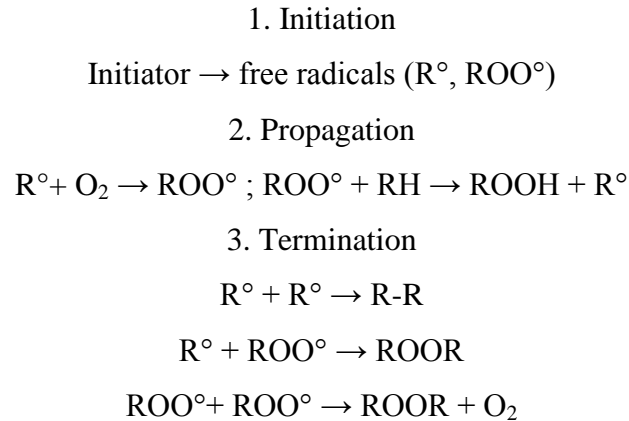 1. Initiation
Initiator → free radicals (R°, ROO°)
2. Propagation
R°+ O₂ → ROO° ; ROO° + RH → ROOH + R°
3. Termination
R° + R° → R-R
R° + ROO° → ROOR
ROO°+ ROO° → ROOR + O₂